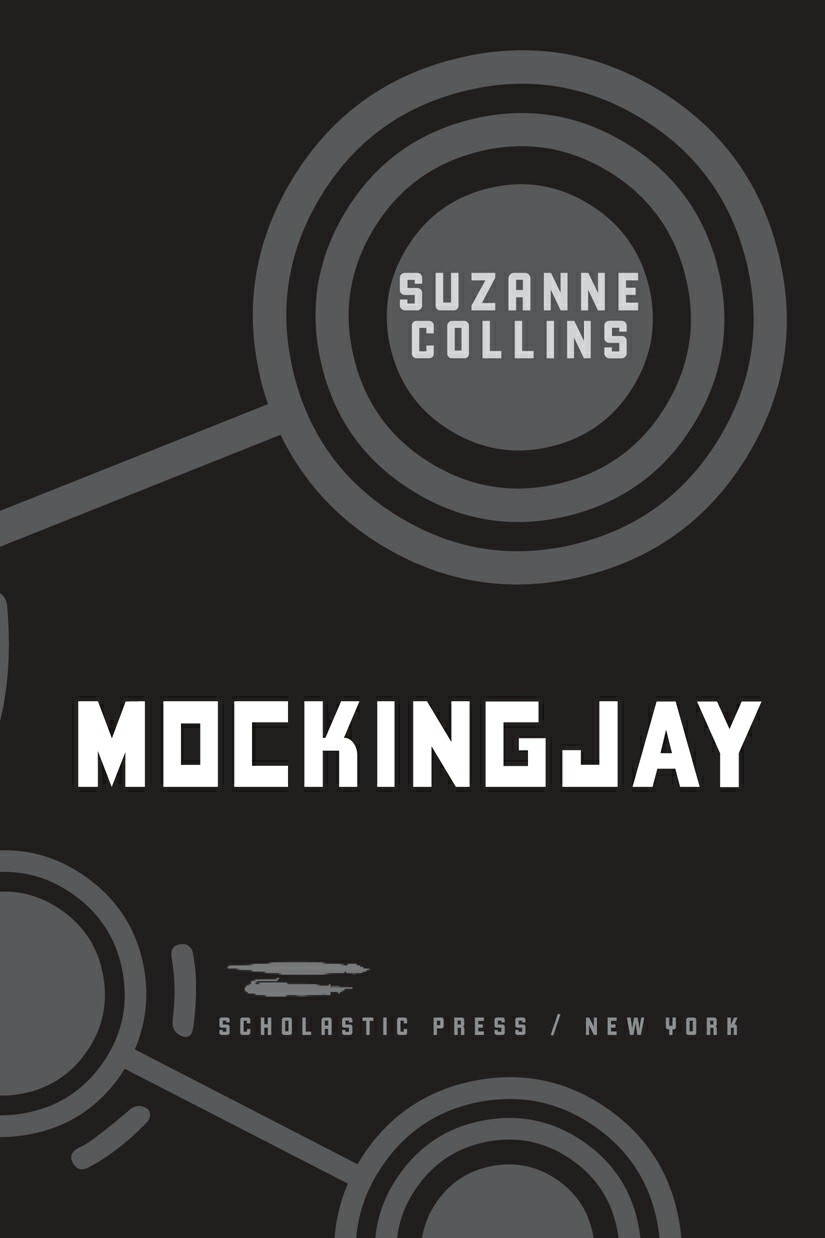 SUZANNE
COLLINS
MOCKINGJAY
SCHOLASTIC PRESS / NEW YORK